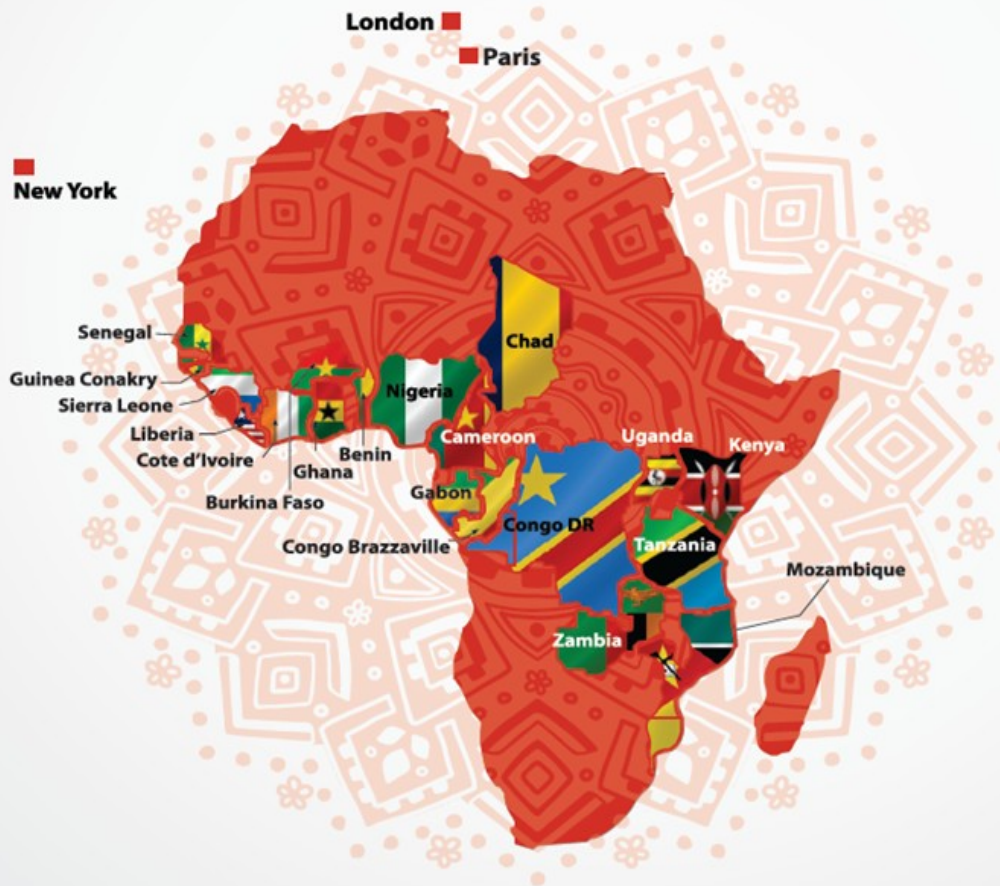 London
Paris
New York
Senegal
Guinea Conakry
Sierra Leone
Liberia
Cote d'Ivoire
Burkina Faso
Ghana
Benin
Nigeria
Chad
Cameroon
Gabon
Congo Brazzaville
Congo DR
Uganda
Kenya
Tanzania
Mozambique
Zambia